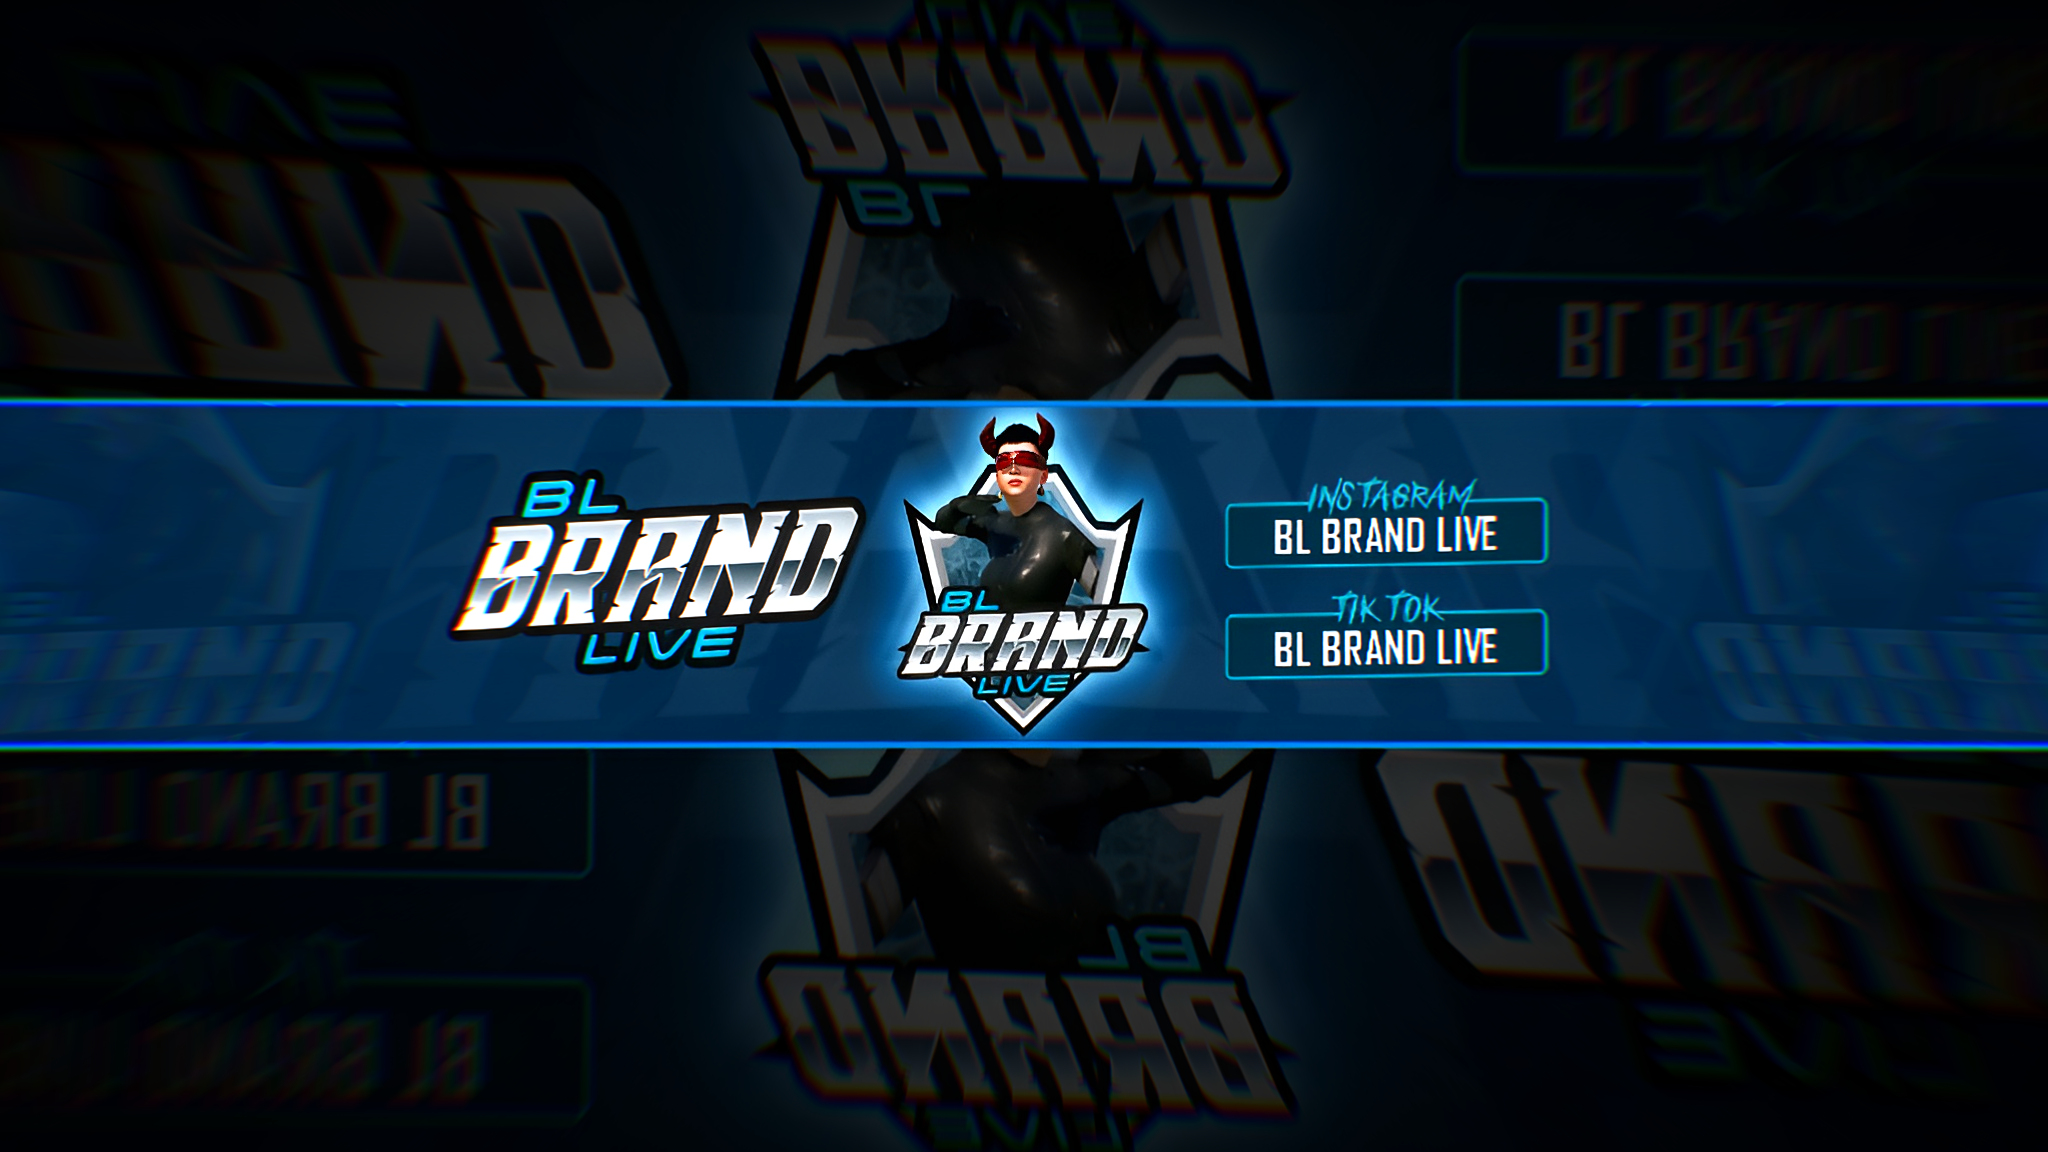 BL
BRAND
LIVE
BL
BRAND
LIVE
INSTAGRAM
BL BRAND LIVE
TIK TOK
BL BRAND LIVE